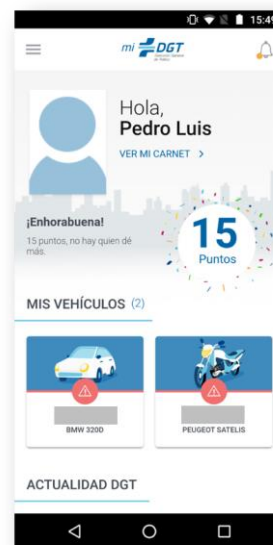 15:49
mi DGT
Hola,
Pedro Luis
VER MI CARNET >
¡Enhorabuena!
15 puntos, no hay quien dé
más.
15
Puntos
MIS VEHÍCULOS (2)
BMW 320D
PEUGEOT SATELIS
ACTUALIDAD DGT